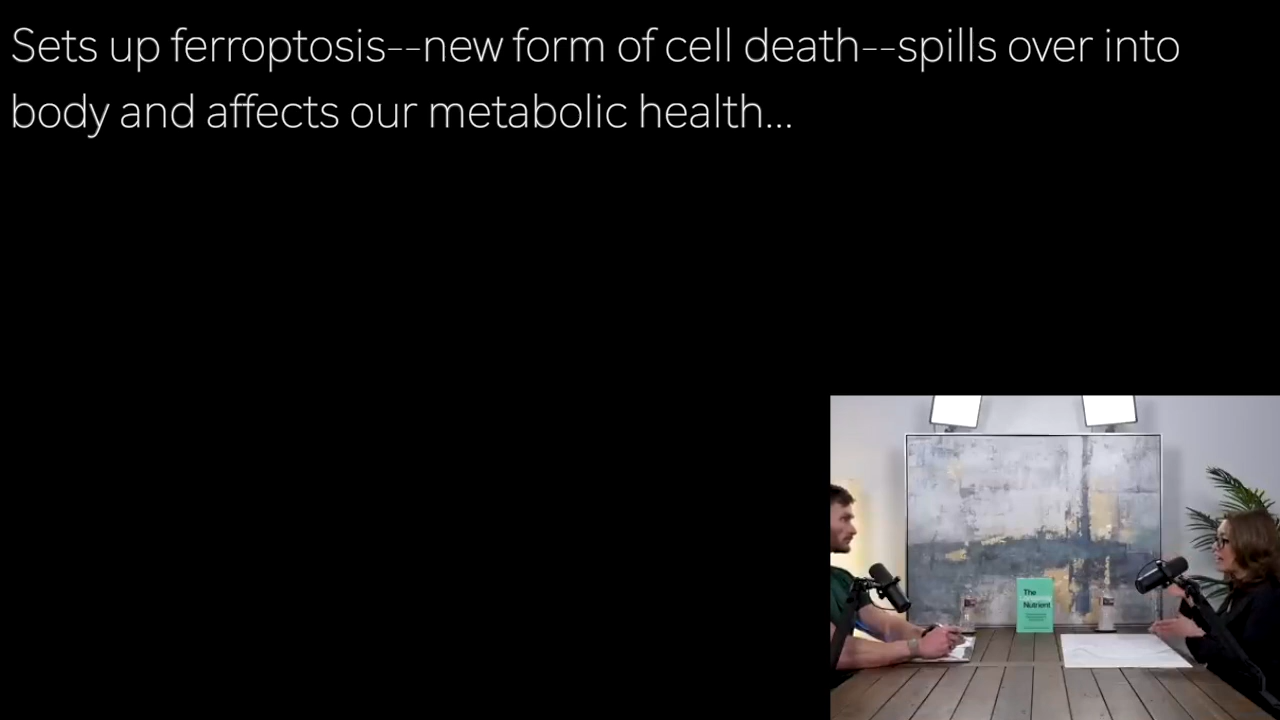 Sets up ferroptosis--new form of cell death--spills over into
body and affects our metabolic health...
The
Nutrient